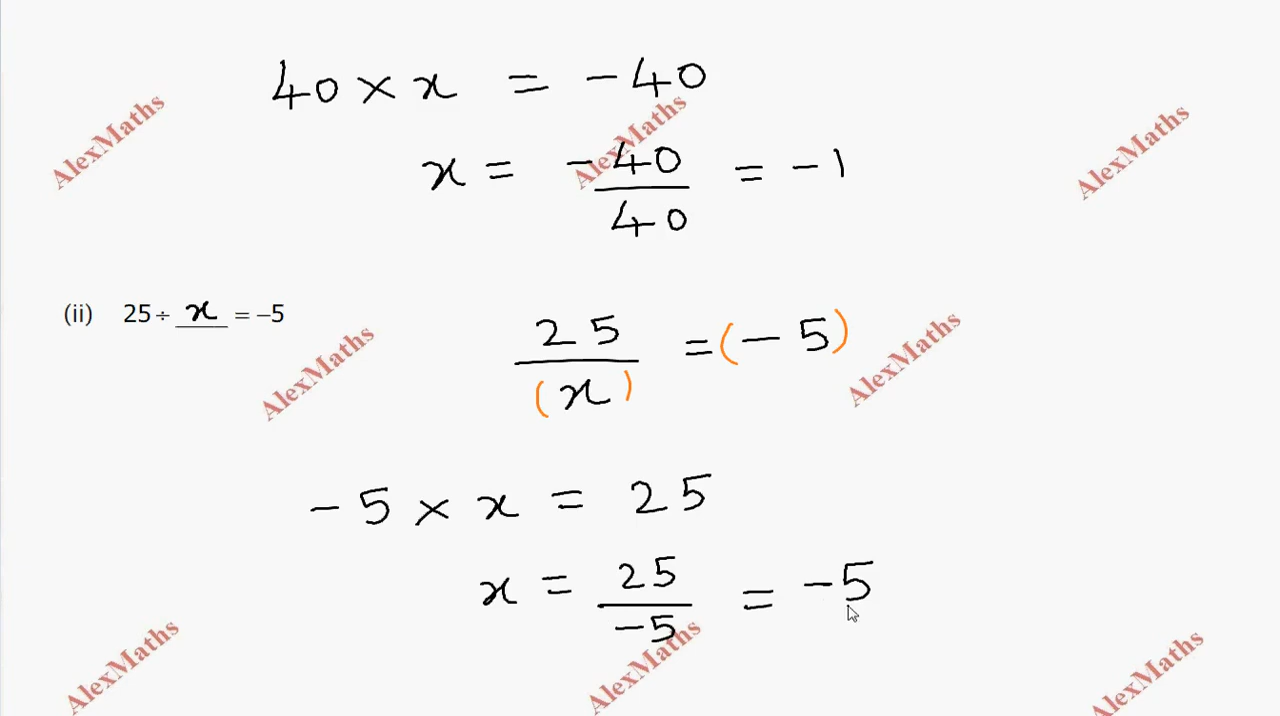 40 × x = -40
AlexMaths AlexMaths AlexMaths
x = -40/40 = -1
(ii) 25 ÷ x = –5
25/(x) = (-5)
AlexMaths AlexMaths
-5 × x = 25
x = 25/-5 = -5
AlexMaths AlexMaths AlexMaths